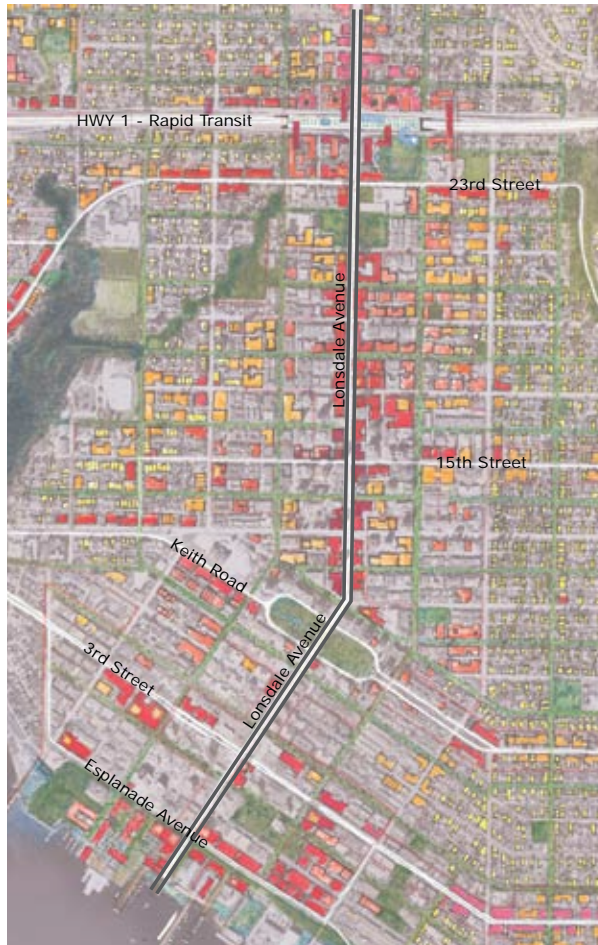 HWY 1 - Rapid Transit
23rd Street
Lonsdale Avenue
15th Street
Keith Road
Lonsdale Avenue
3rd Street
Esplanade Avenue